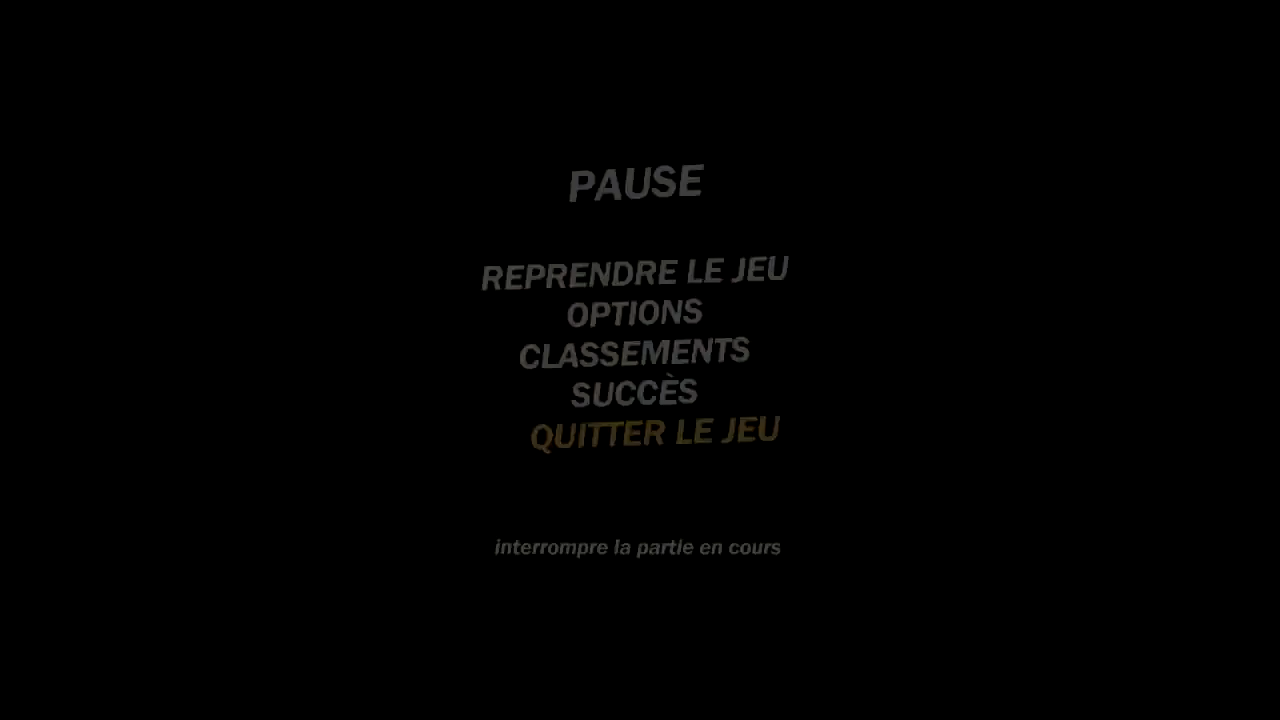 PAUSE
REPRENDRE LE JEU
OPTIONS
CLASSEMENTS
SUCCÈS
QUITTER LE JEU
interrompre la partie en cours